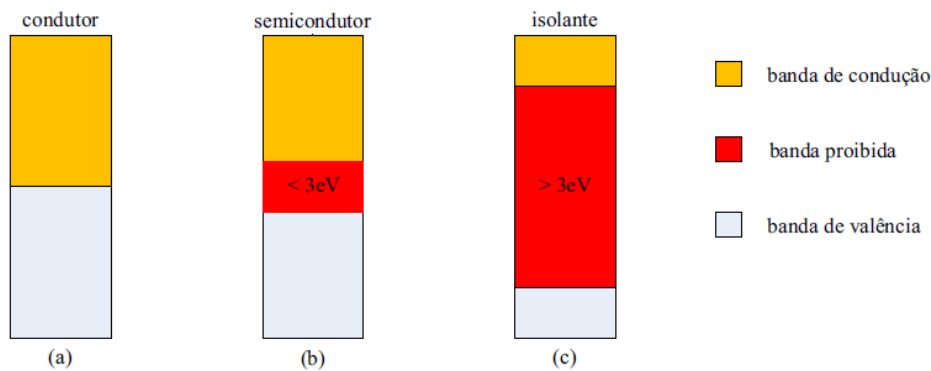 condutor
semicondutor
isolante
banda de condução
banda proibida
< 3eV
> 3eV
banda de valência
(a)
(b)
(c)